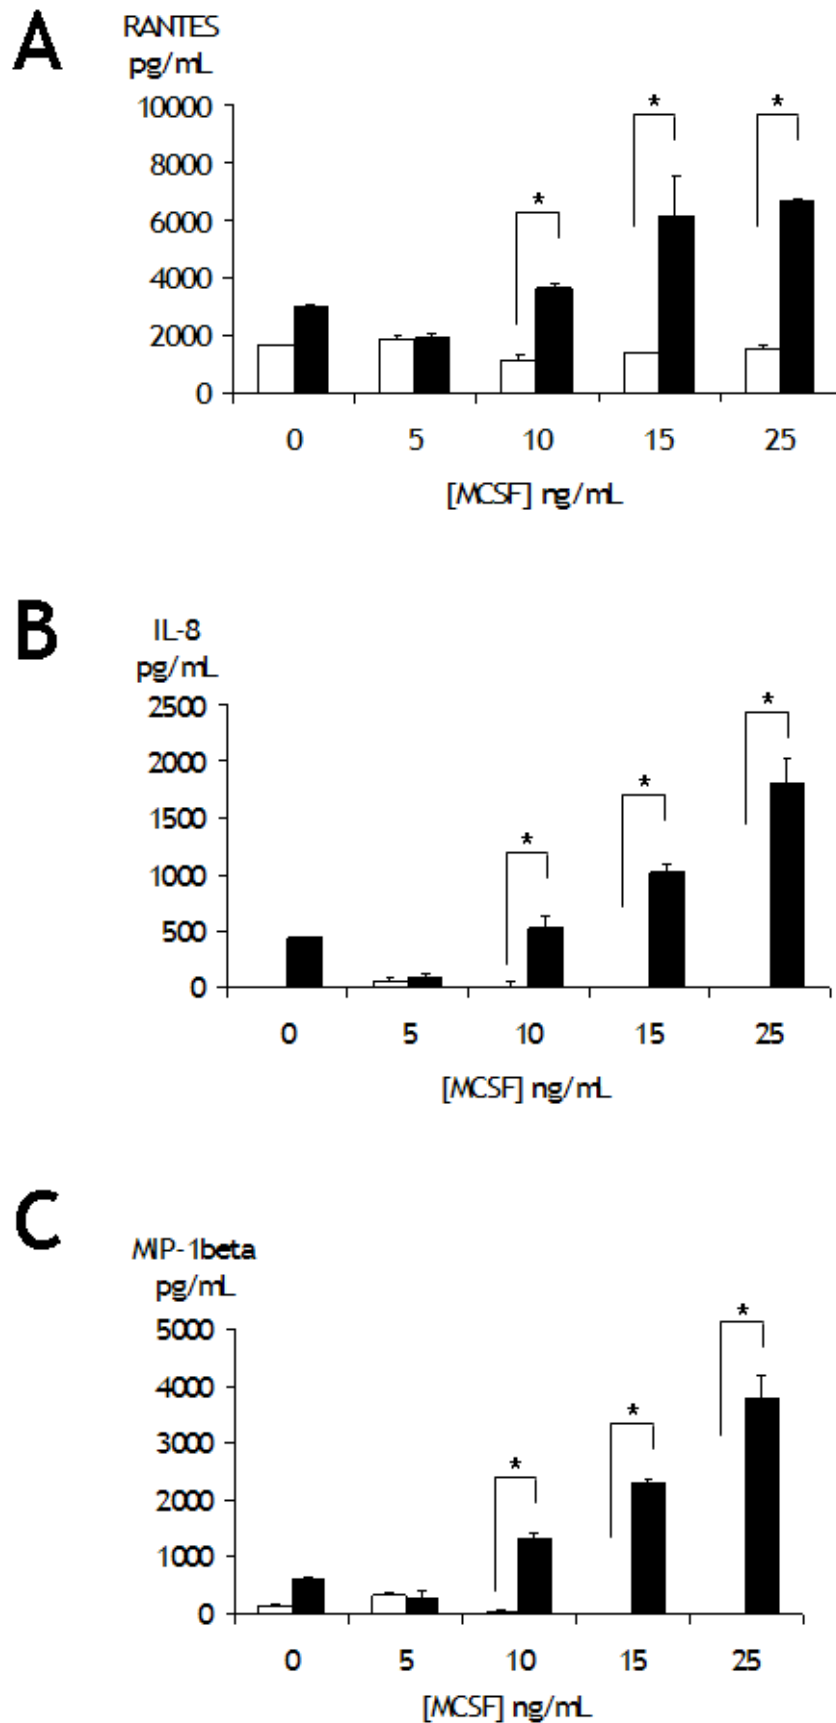 A
RANTES
pg/mL
10000
8000
6000
4000
2000
0
* * *
0 5 10 15 25
[MCSF] ng/mL
B
IL-8
pg/mL
2500
2000
1500
1000
500
0
* * *
0 5 10 15 25
[MCSF] ng/mL
C
MIP-1beta
pg/mL
5000
4000
3000
2000
1000
0
* * *
0 5 10 15 25
[MCSF] ng/mL